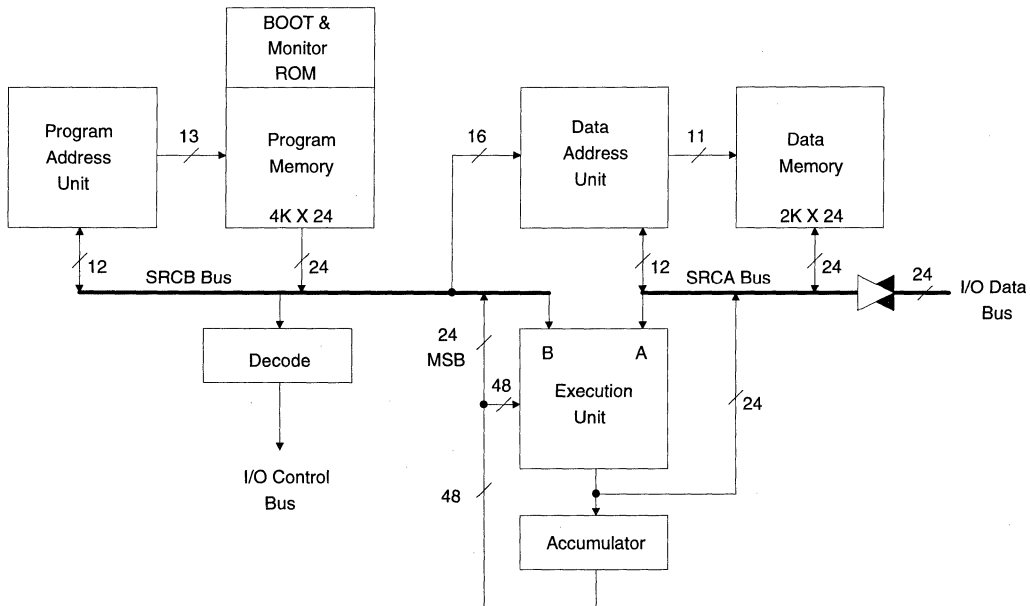 BOOT &
Monitor
ROM
Program
Address
Unit
13
Program
Memory
4K X 24
16
Data
Address
Unit
11
Data
Memory
2K X 24
12
SRCB Bus
24
12
SRCA Bus
24
24
I/O Data
Bus
Decode
24
MSB
B
A
Execution
Unit
48
24
I/O Control
Bus
48
Accumulator